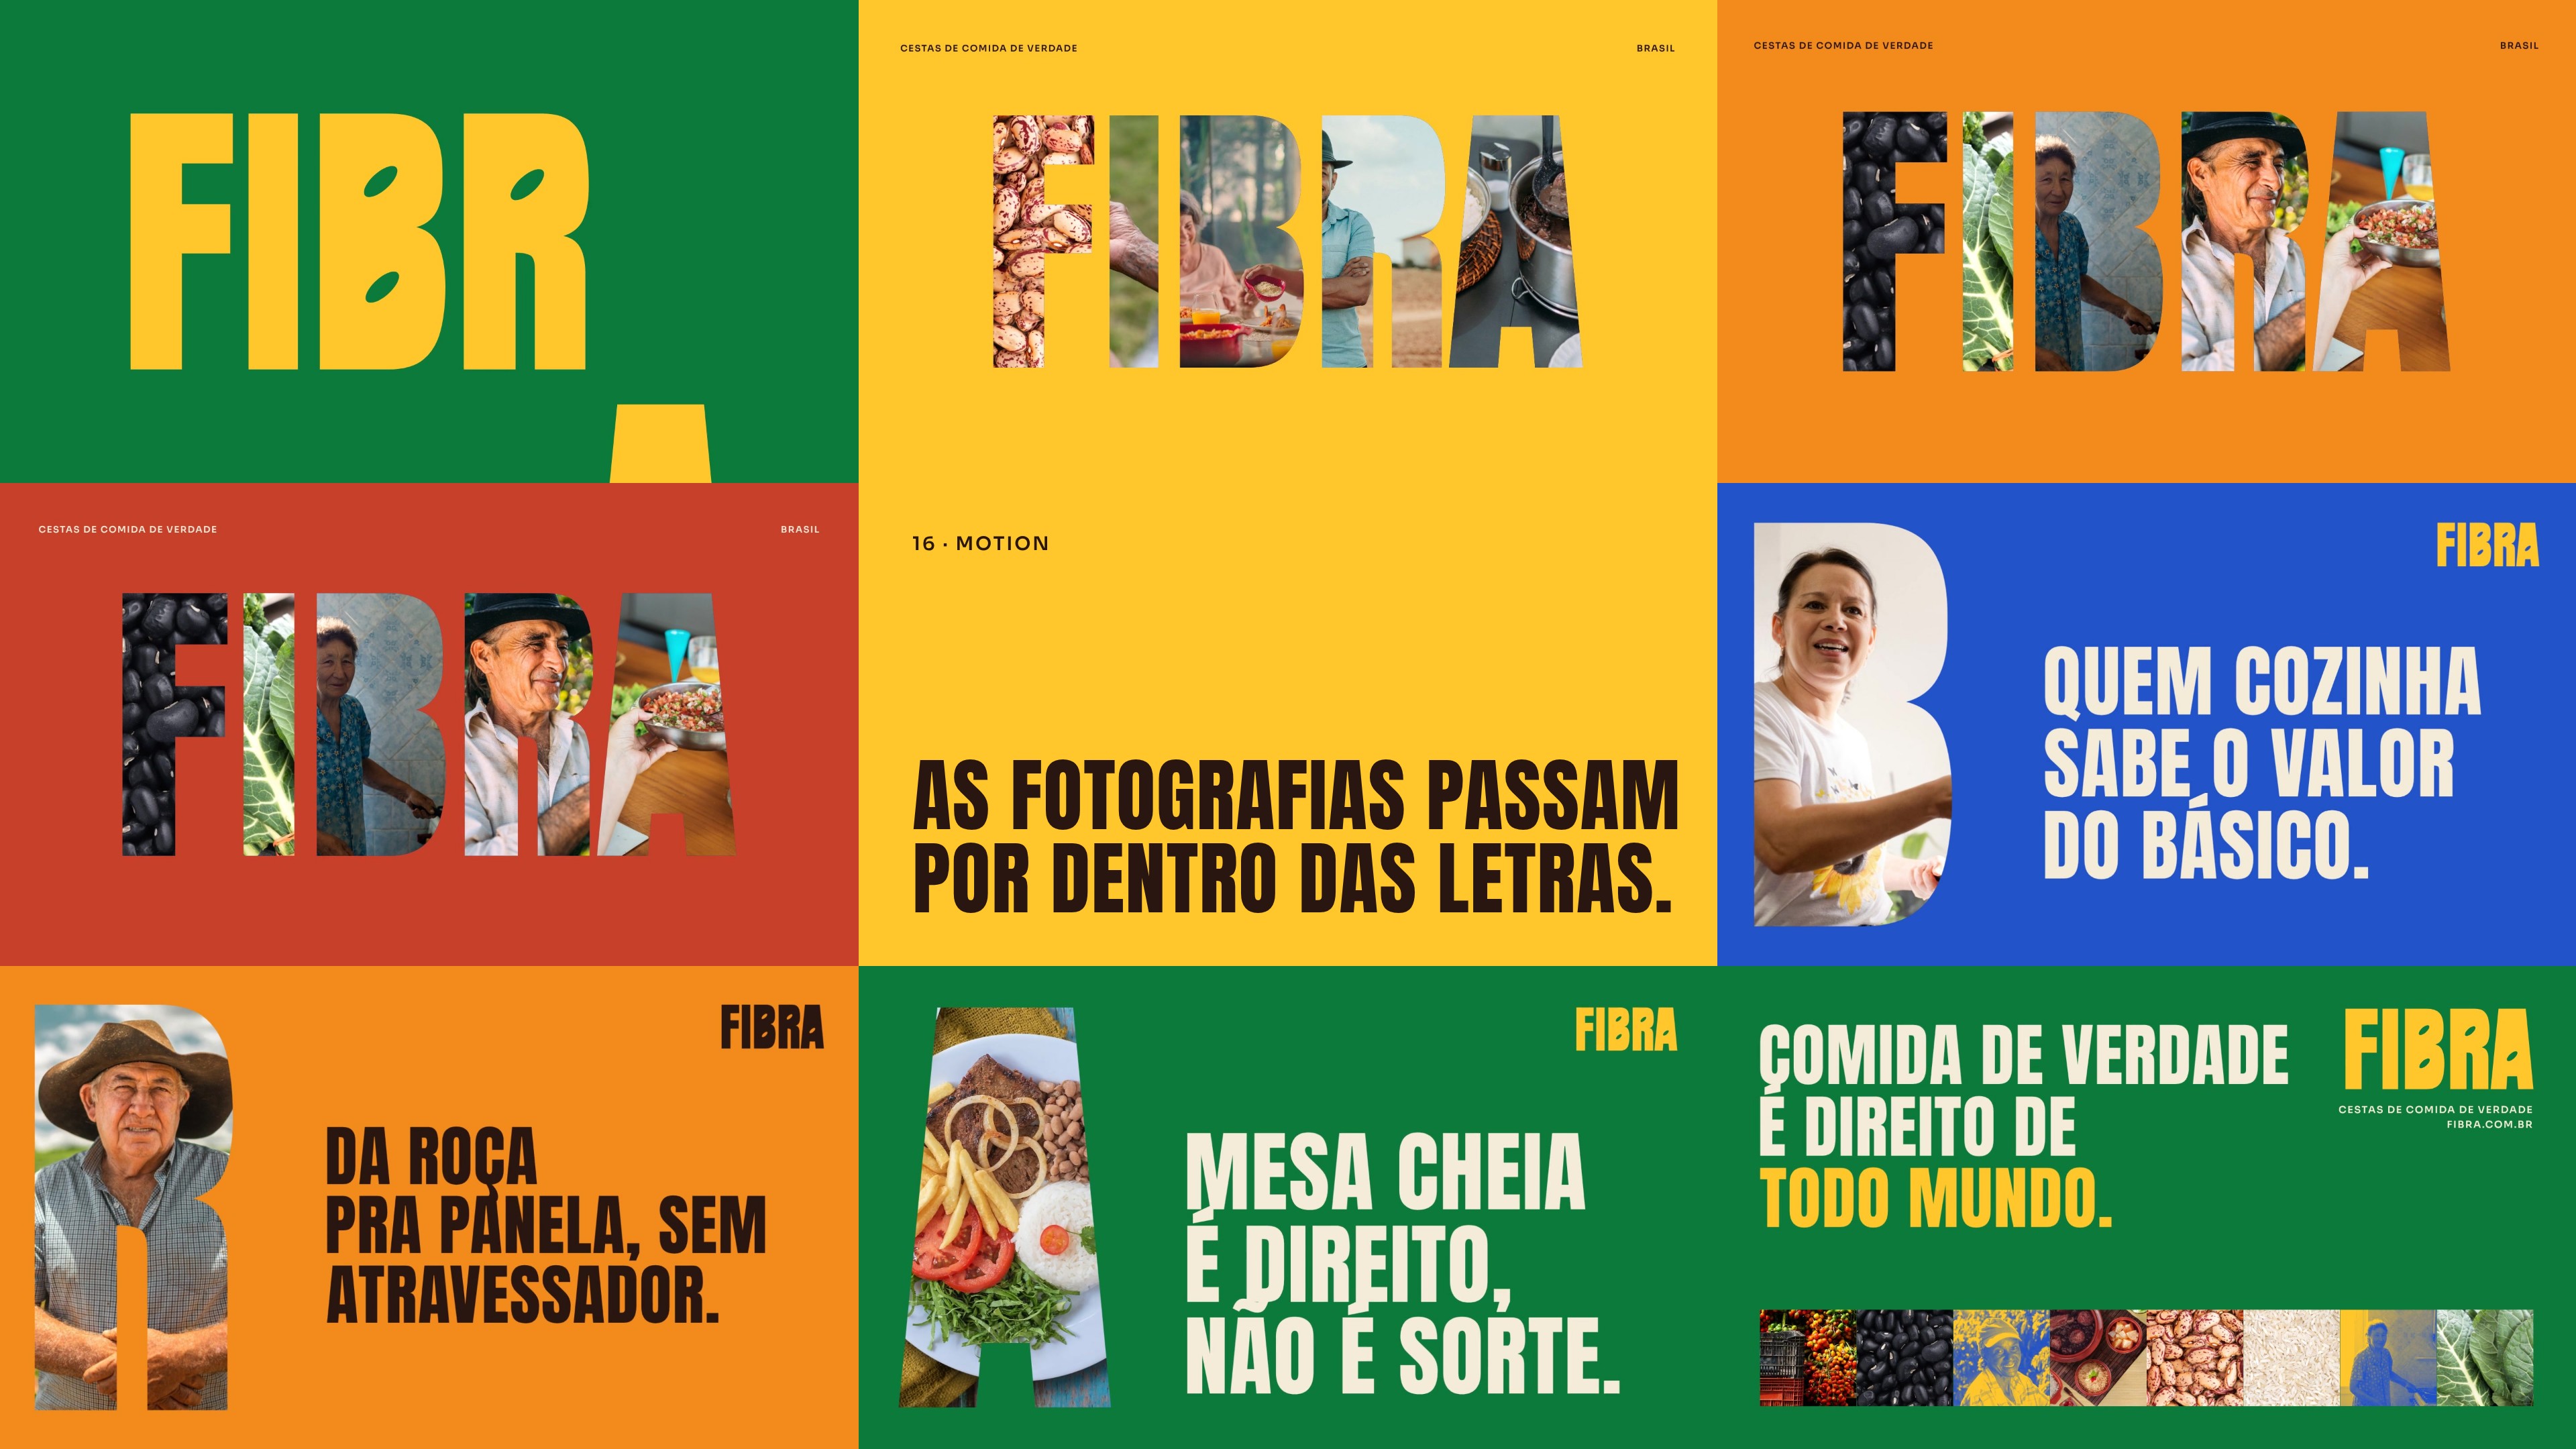 FIBRA
CESTAS DE COMIDA DE VERDADE
BRASIL
FIBRA
CESTAS DE COMIDA DE VERDADE
BRASIL
FIBRA
CESTAS DE COMIDA DE VERDADE
BRASIL
FIBRA
16 · MOTION
AS FOTOGRAFIAS PASSAM
POR DENTRO DAS LETRAS.
B
FIBRA
QUEM COZINHA
SABE O VALOR
DO BÁSICO.
R
FIBRA
DA ROÇA
PRA PANELA, SEM
ATRAVESSADOR.
A
FIBRA
MESA CHEIA
É DIREITO,
NÃO É SORTE.
COMIDA DE VERDADE
É DIREITO DE
TODO MUNDO.
FIBRA
CESTAS DE COMIDA DE VERDADE
FIBRA.COM.BR